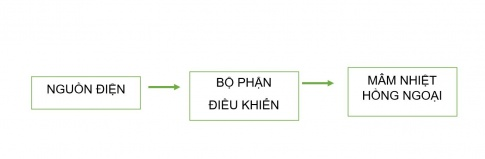 NGUỒN ĐIỆN
BỘ PHẬN
ĐIỀU KHIỂN
MÂM NHIỆT
HỒNG NGOẠI